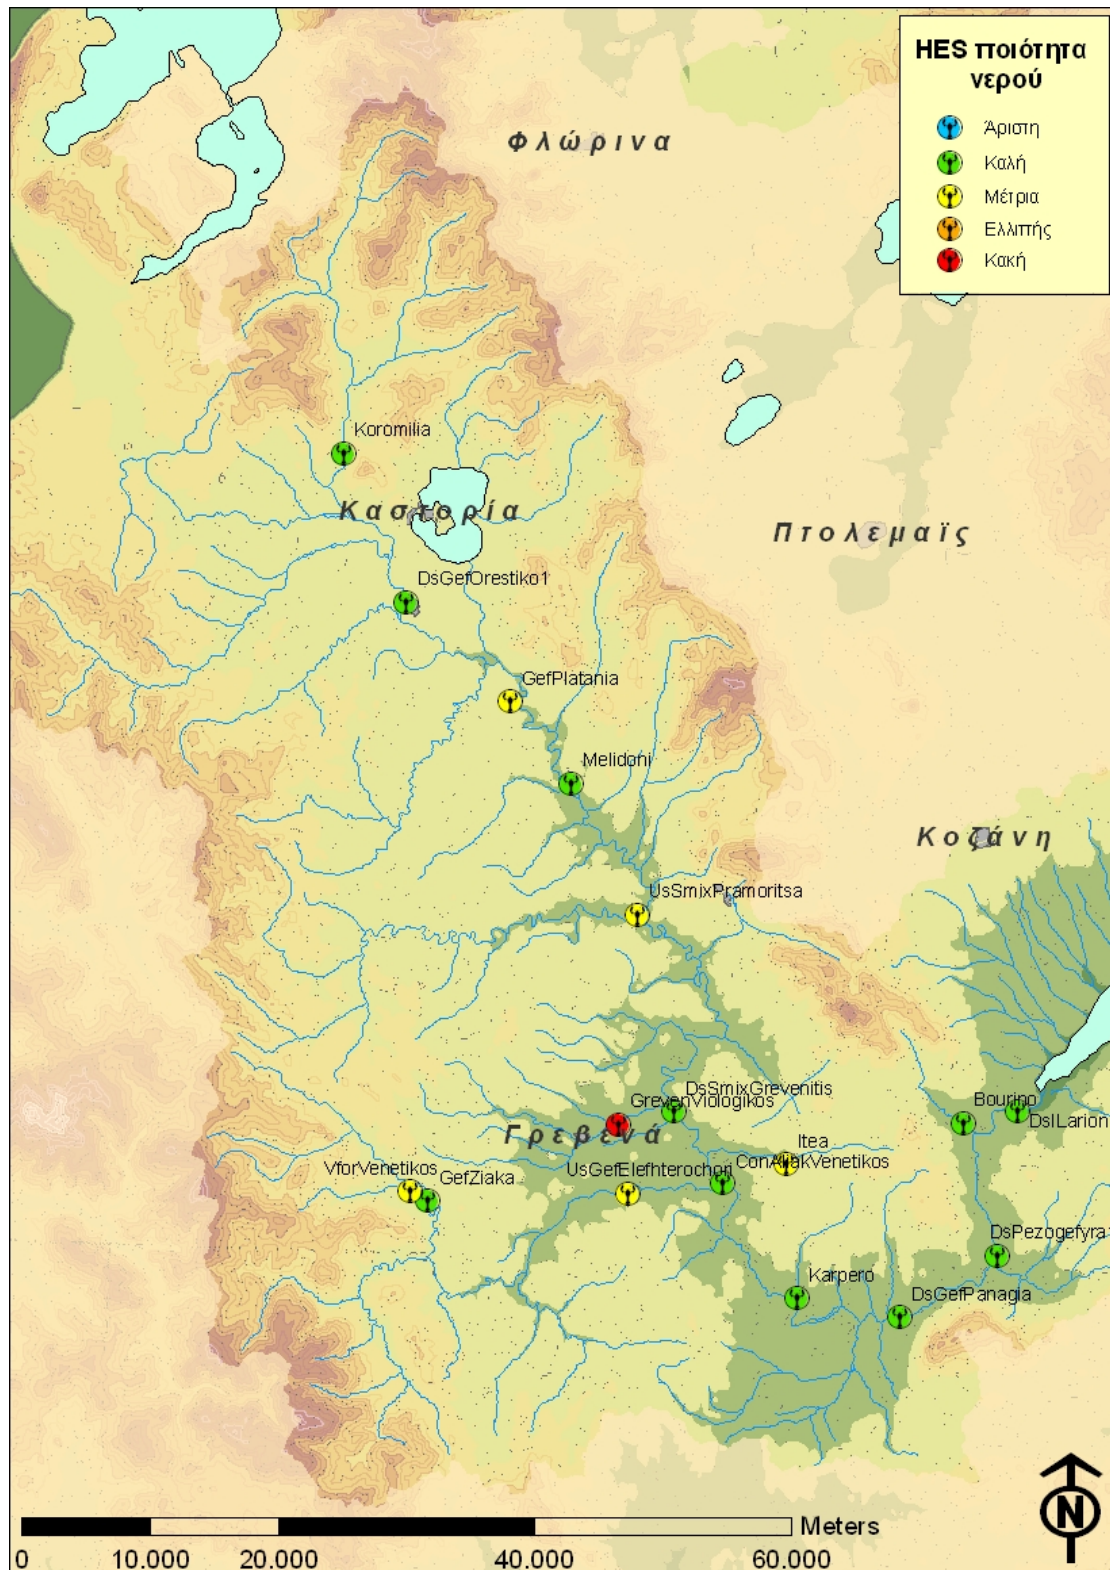 HES ποιότητα
νερού
Άριστη
Καλή
Μέτρια
Ελλιπής
Κακή
Φλώρινα
Koromilia
Καστορία
Πτολεμαϊς
DsGefOrestiko1
GefPlatania
Melidoni
Κοζάνη
UsSmixPramoritsa
DsSmixGrevenitis
GrevenViologikos
Bourino
DsILarion
Γρεβενά
Itea
ConAliakVenetikos
UsGefElefhterochori
VforVenetikos
GefZiaka
DsPezogefyra
Karpero
DsGefPanagia
N
Meters
0 10.000 20.000 40.000 60.000